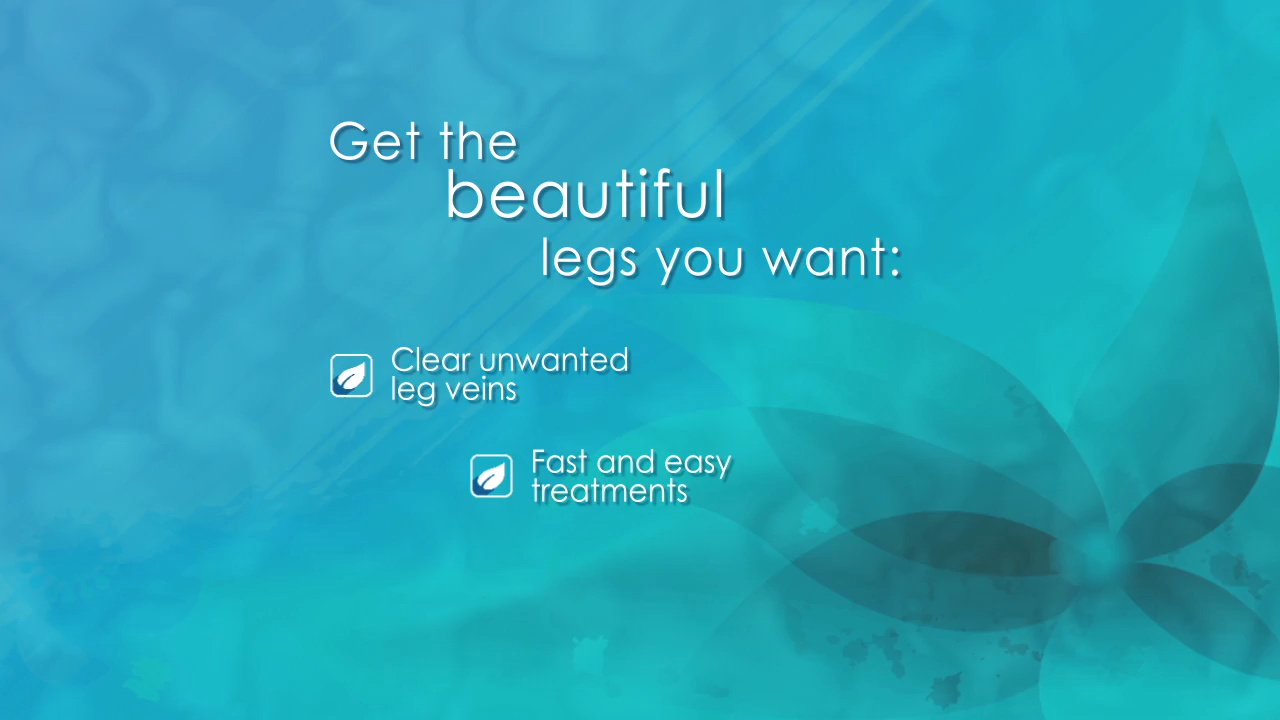 Get the
beautiful
legs you want:
Clear unwanted
leg veins
Fast and easy
treatments